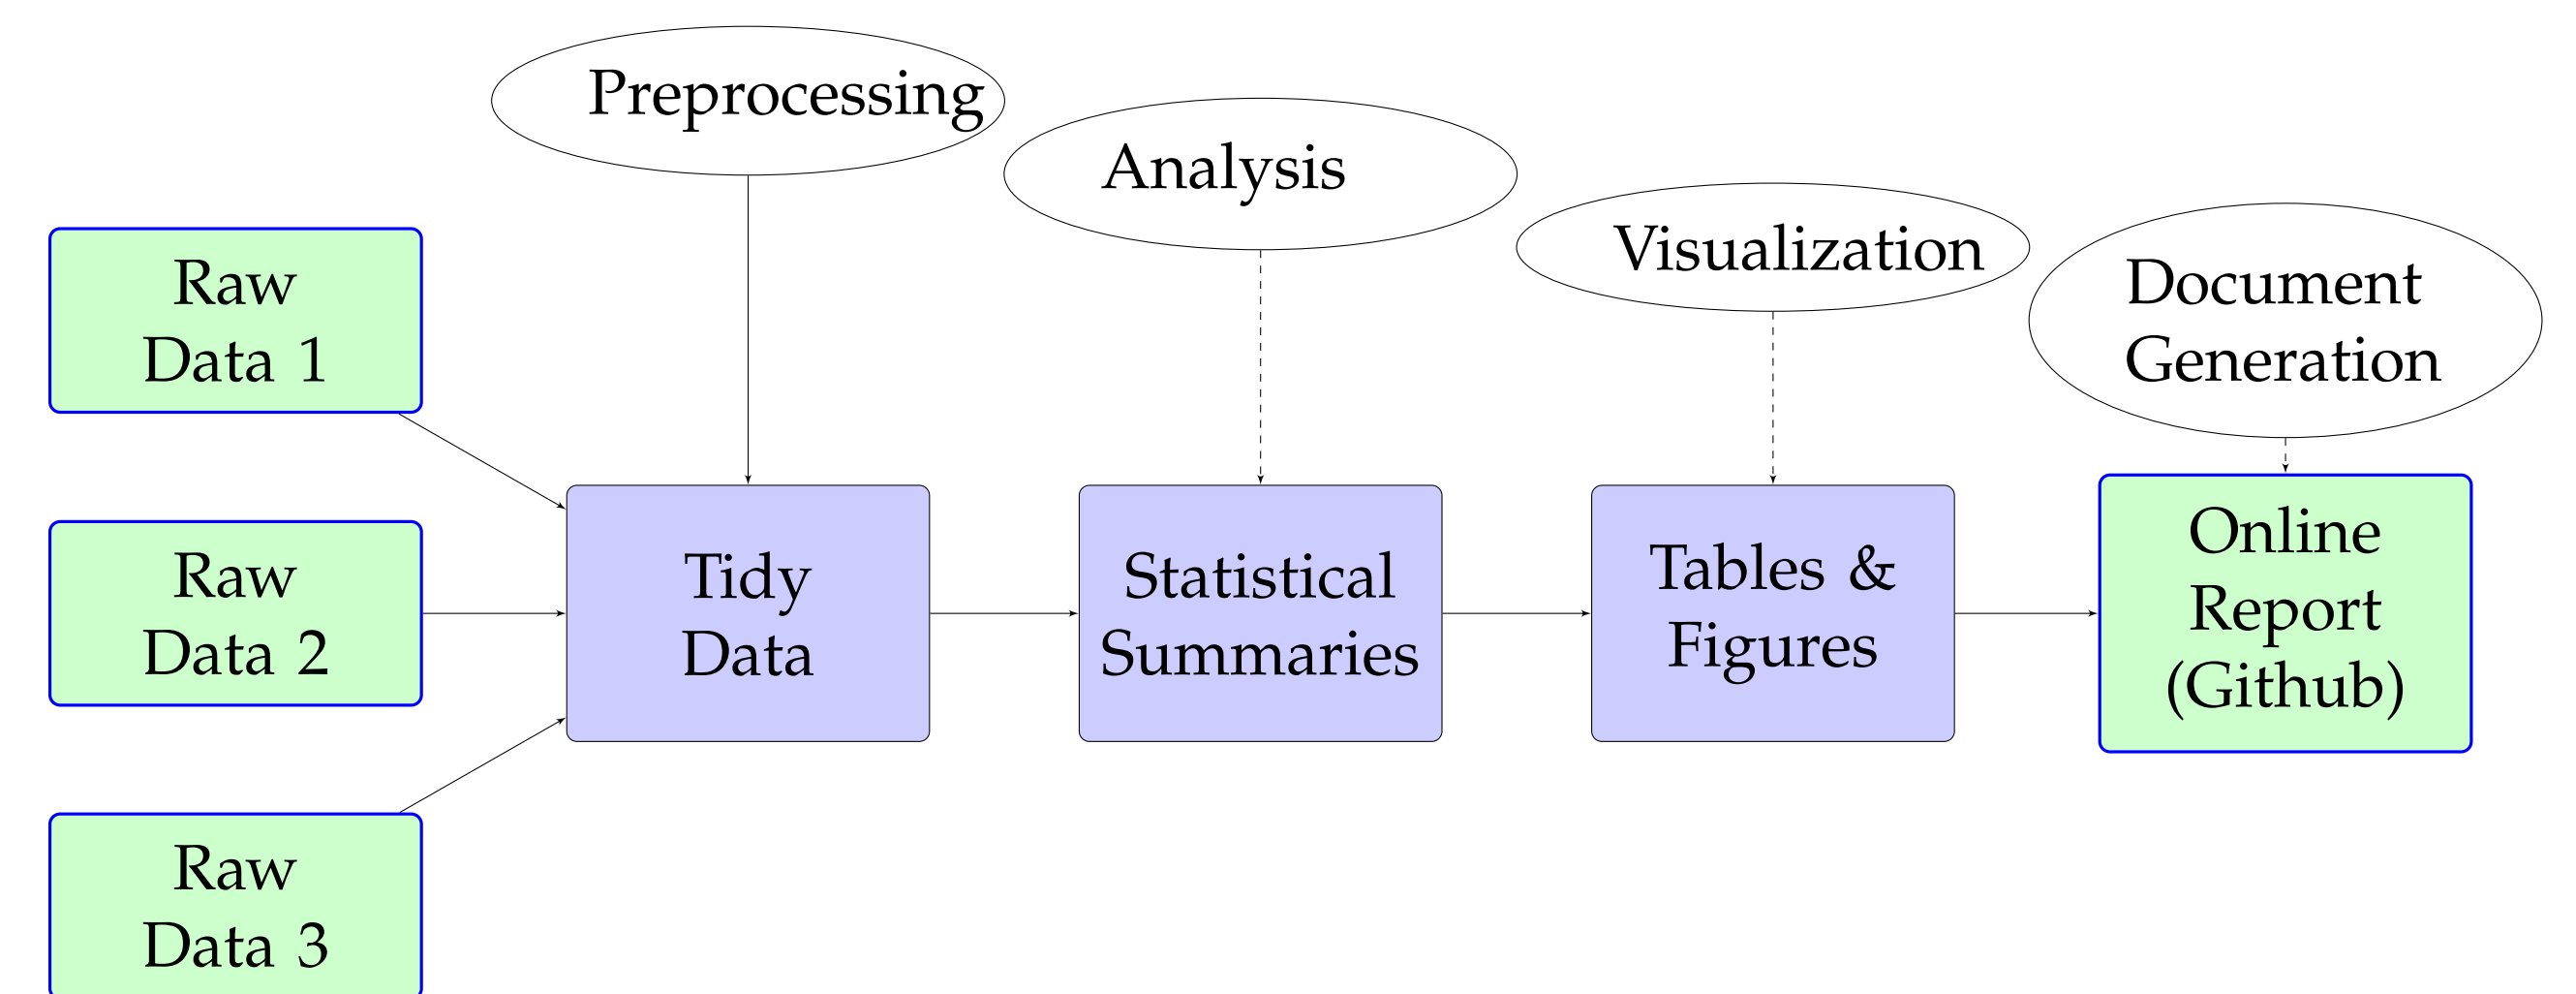 Preprocessing
Analysis
Visualization
Document
Generation
Raw
Data 1
Raw
Data 2
Raw
Data 3
Tidy
Data
Statistical
Summaries
Tables &
Figures
Online
Report
(Github)